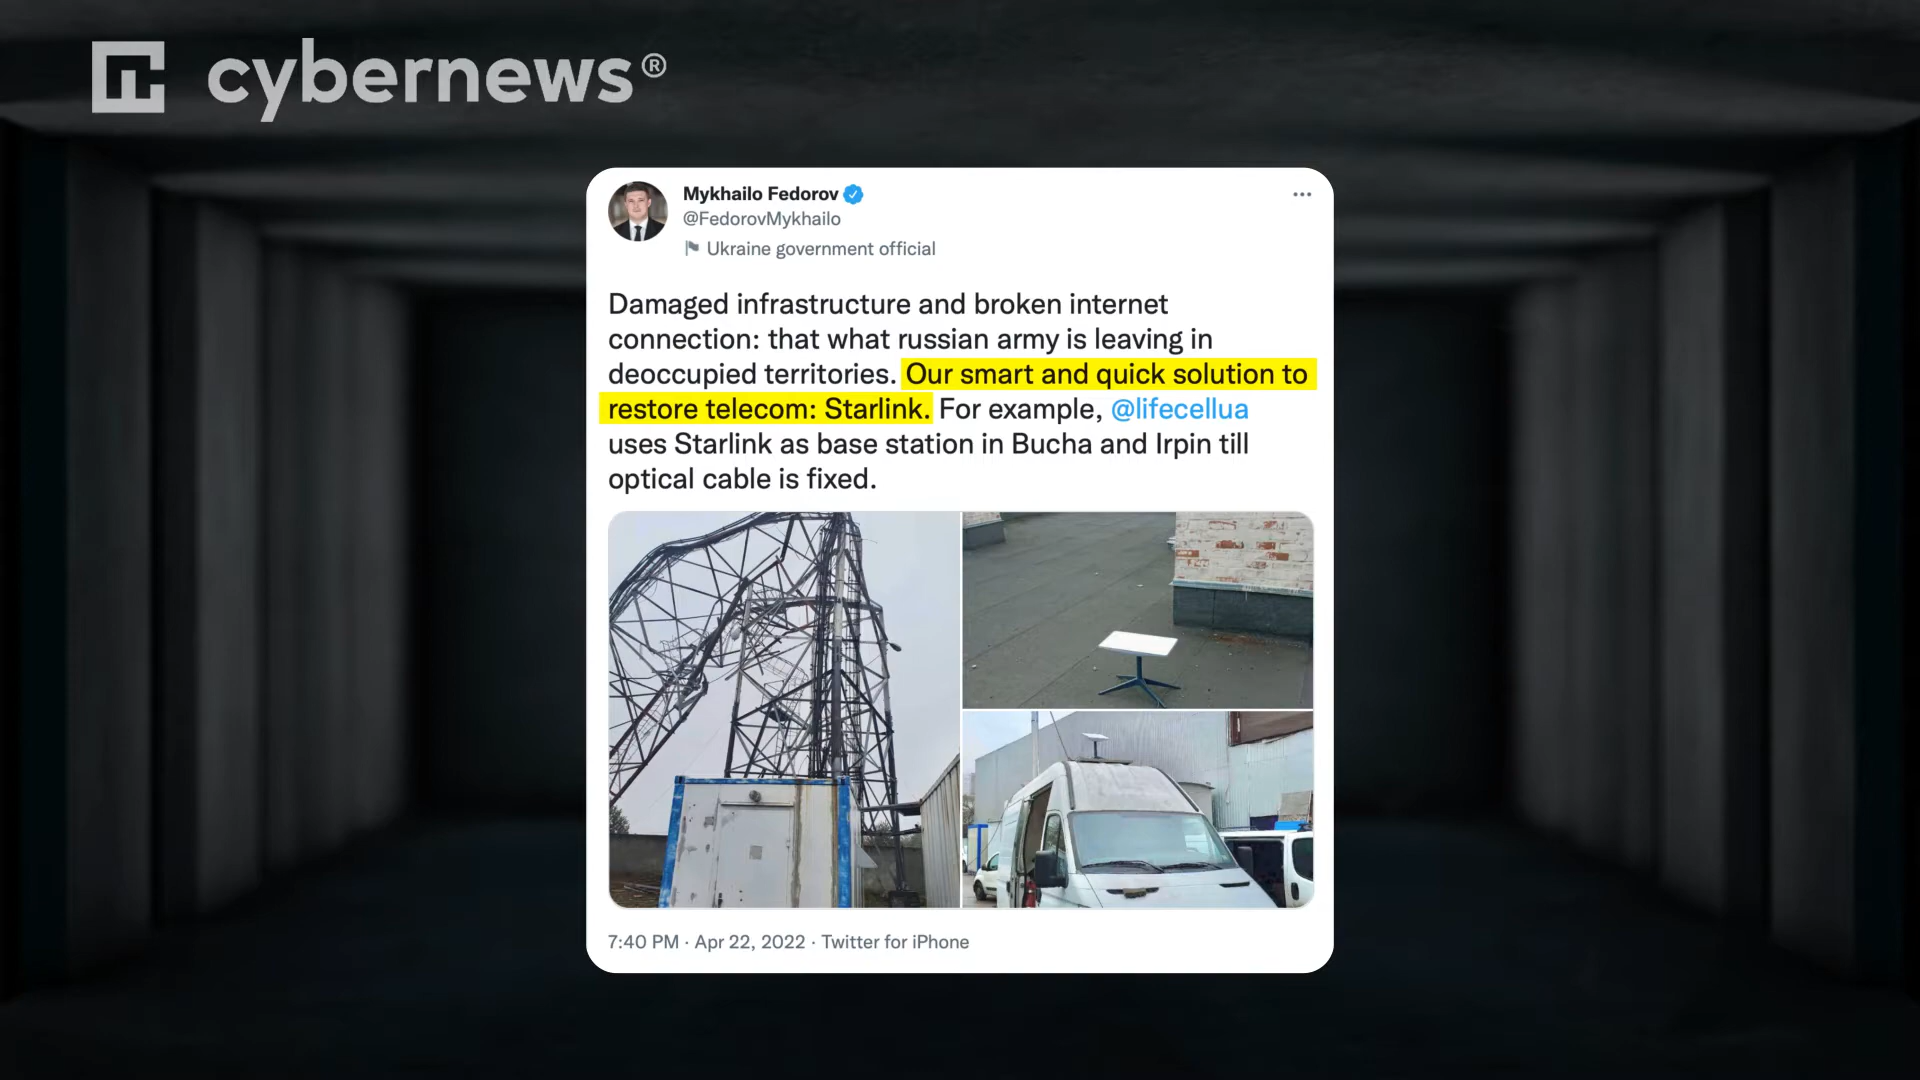 cybernews®
Mykhailo Fedorov
@FedorovMykhailo
Ukraine government official
Damaged infrastructure and broken internet
connection: that what russian army is leaving in
deoccupied territories. Our smart and quick solution to
restore telecom: Starlink. For example, @lifecellua
uses Starlink as base station in Bucha and Irpin till
optical cable is fixed.
7:40 PM · Apr 22, 2022 · Twitter for iPhone